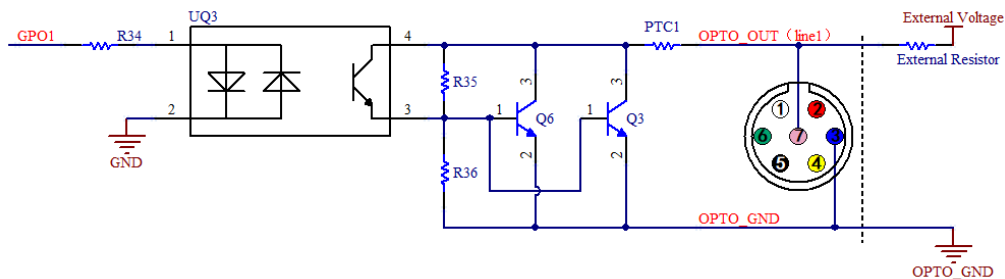 UQ3
External Voltage
PTC1
GPO1
R34
1
4
OPTO_OUT（line1）
External Resistor
R35
3
3
1
2
2
3
1
Q6
1
Q3
6
7
3
GND
R36
2
2
5
4
OPTO_GND
OPTO_GND